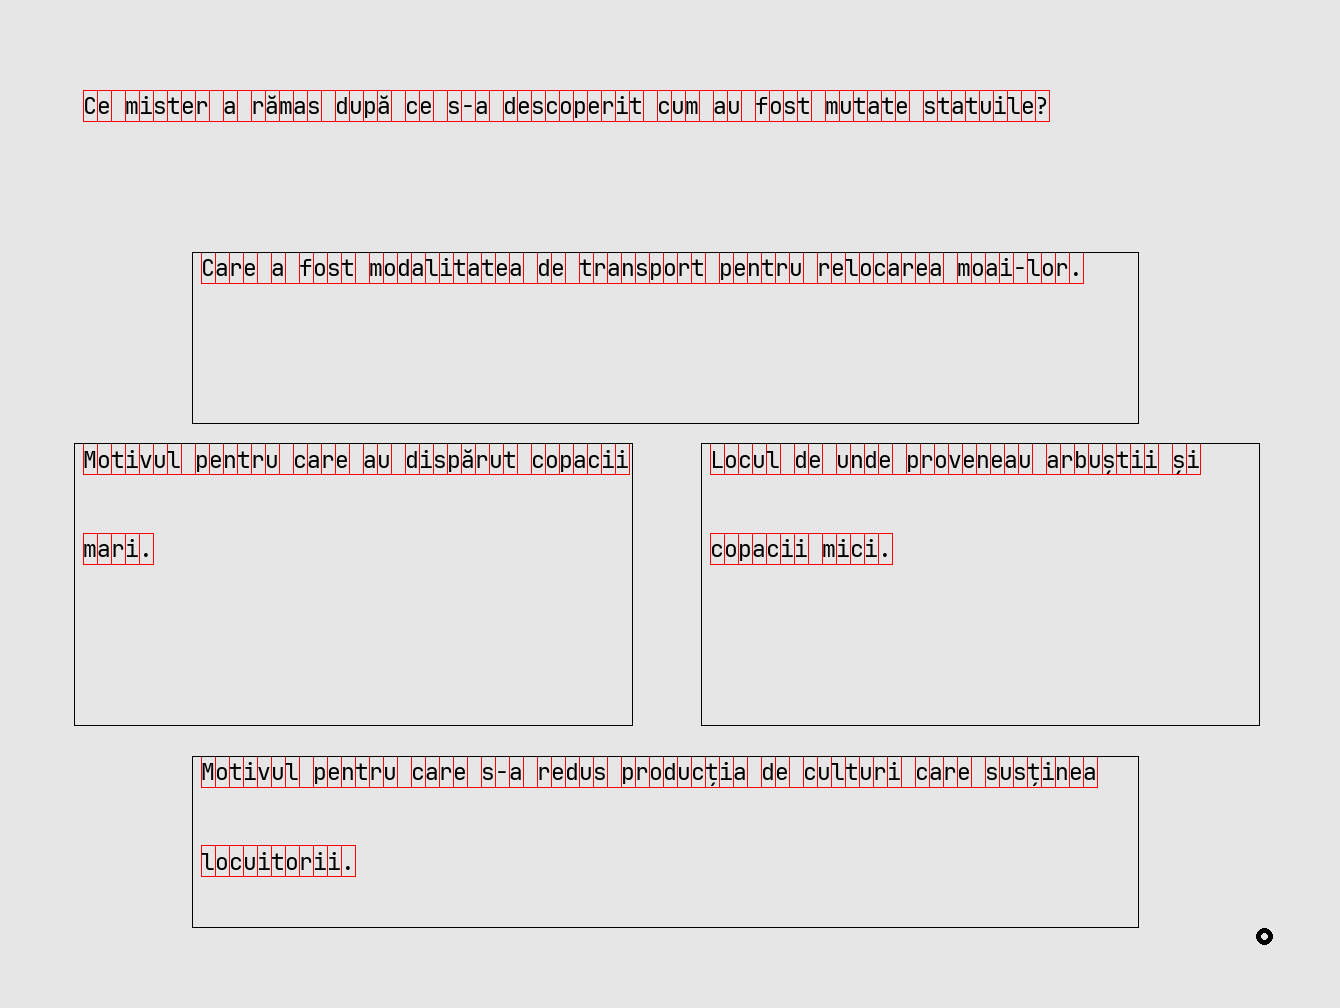 Ce mister a rămas după ce s-a descoperit cum au fost mutate statuile?
Care a fost modalitatea de transport pentru relocarea moai-lor.
Motivul pentru care au dispărut copacii
mari.
Locul de unde proveneau arbuștii și
copacii mici.
Motivul pentru care s-a redus producția de culturi care susținea
locuitorii.